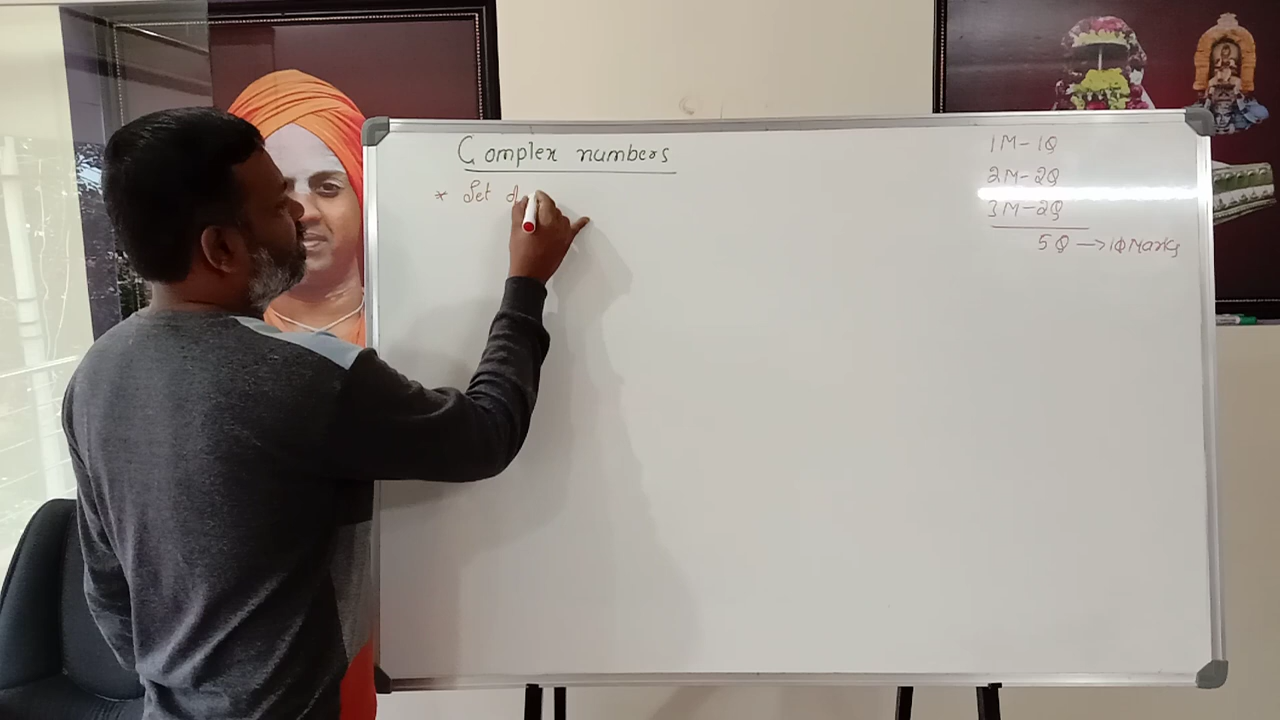 Complex numbers
* Set
1M-1Q
2M-2Q
3M-2Q
5Q → 10 Marks